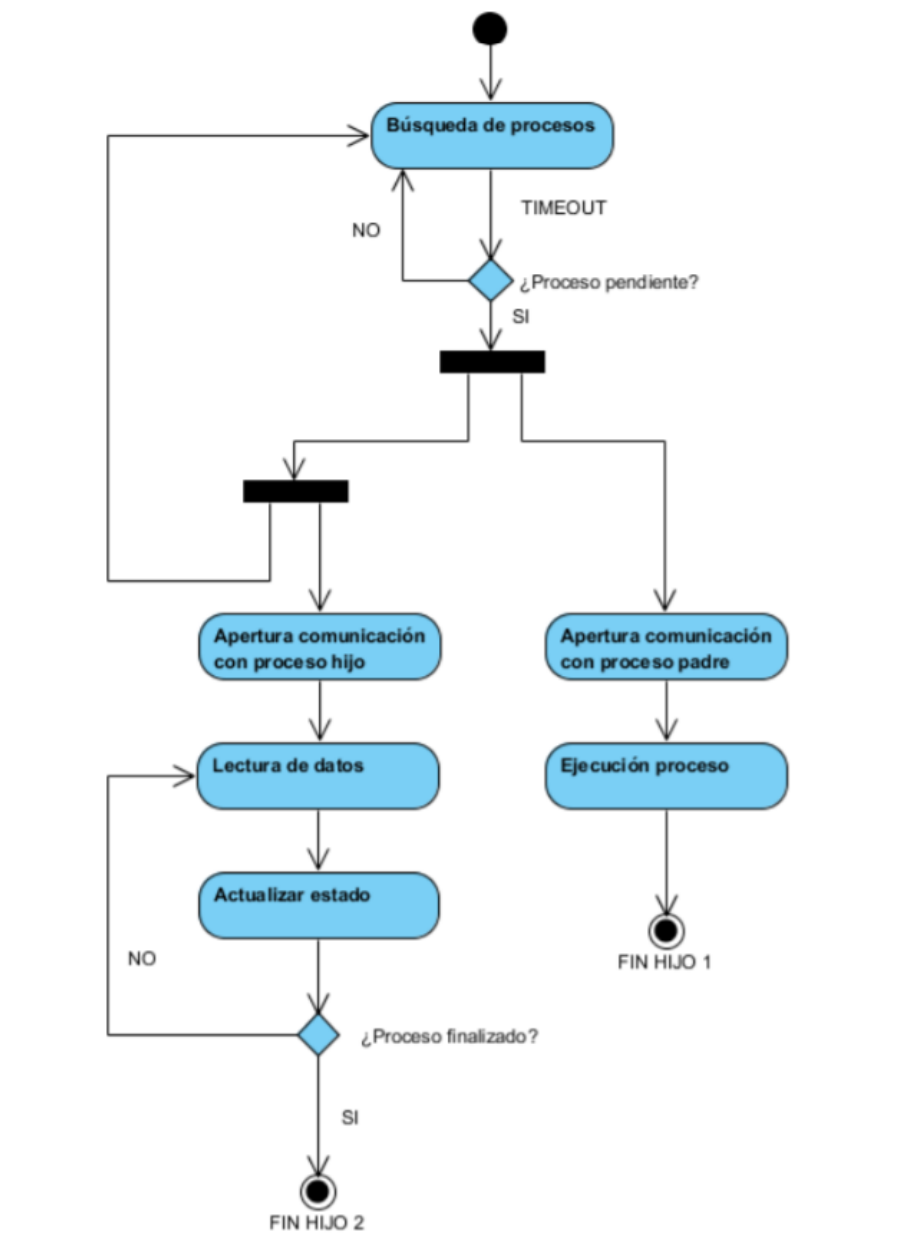 Búsqueda de procesos
TIMEOUT
NO
¿Proceso pendiente?
SI
Apertura comunicación
con proceso hijo
Apertura comunicación
con proceso padre
Lectura de datos
Ejecución proceso
Actualizar estado
NO
FIN HIJO 1
¿Proceso finalizado?
SI
FIN HIJO 2